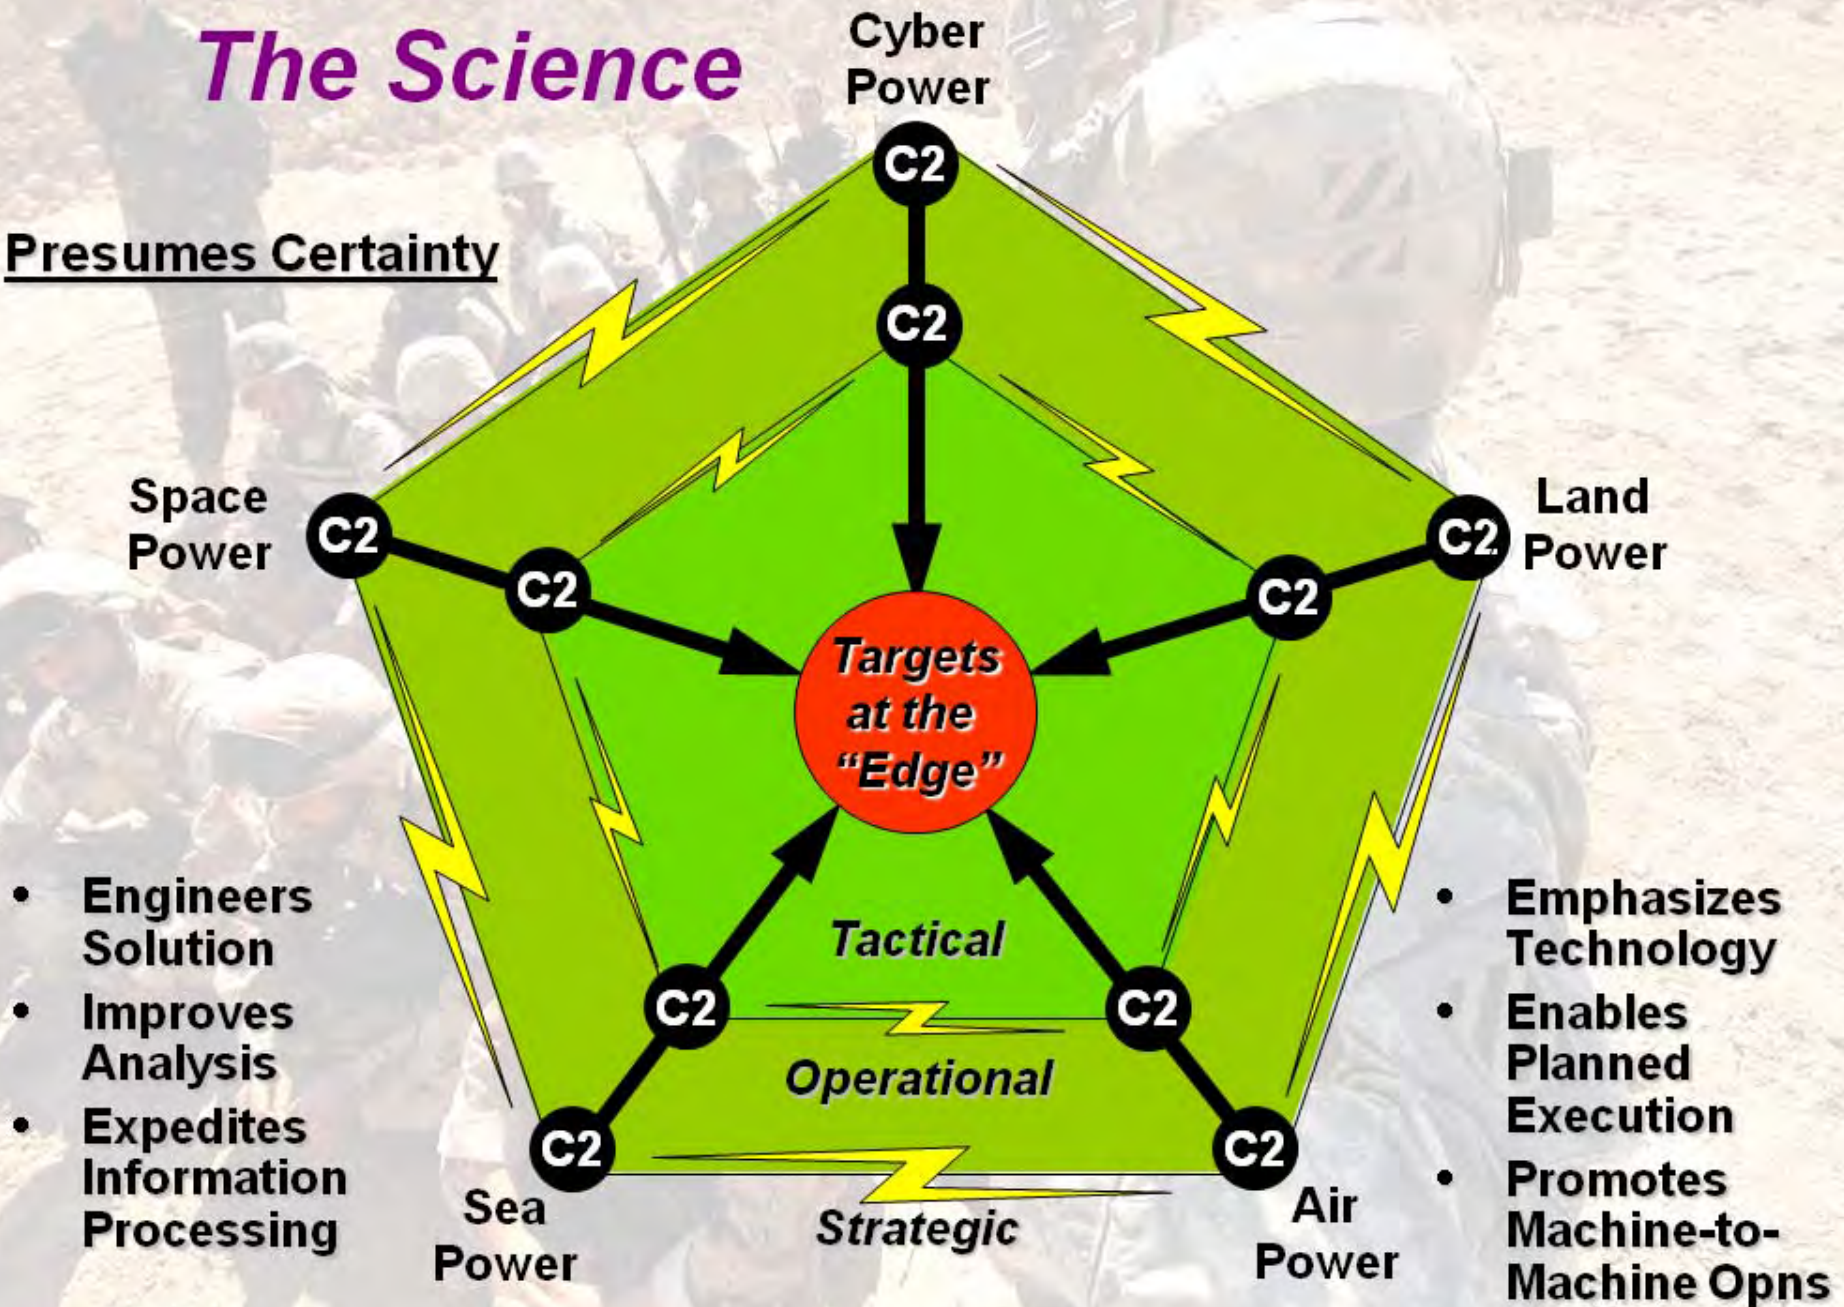 The Science
Cyber
Power
C2
Presumes Certainty
C2
Space
Power
C2
C2
Land
Power
C2
C2
Targets
at the
“Edge”
• Engineers
Solution
• Improves
Analysis
• Expedites
Information
Processing
Tactical
C2
C2
Operational
C2
C2
Sea
Power
Strategic
Air
Power
• Emphasizes
Technology
• Enables
Planned
Execution
• Promotes
Machine-to-
Machine Opns